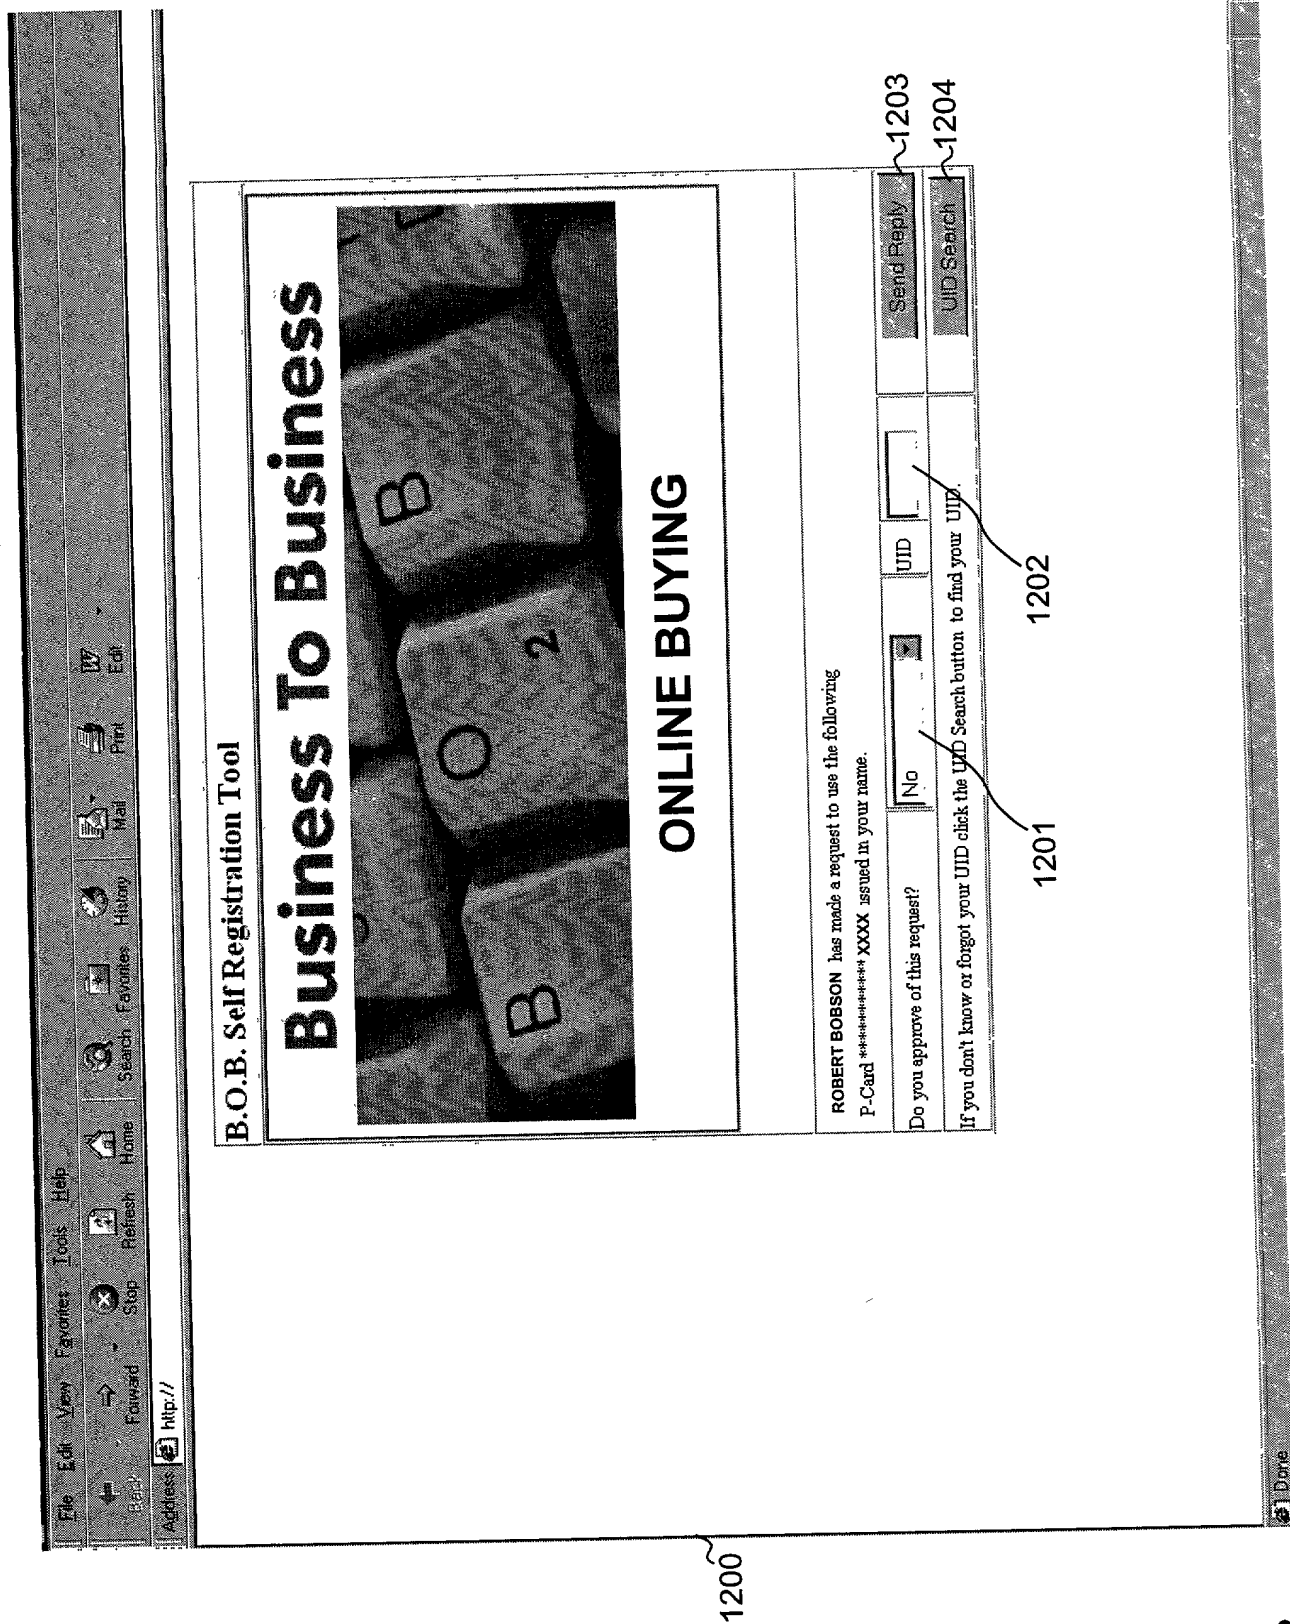 File Edit View Favorites Tools Help
Back Forward Stop Refresh Home Search Favorites History Mail Print Edit
Address http://
B.O.B. Self Registration Tool
Business To Business
B O 2 B
ONLINE BUYING
ROBERT BOBSON has made a request to use the following
P-Card ************XXXX issued in your name.
Do you approve of this request? No UID Send Reply
If you don't know or forgot your UID click the UID Search button to find your UID. UID Search
1200
1201
1202
1203
1204
Done